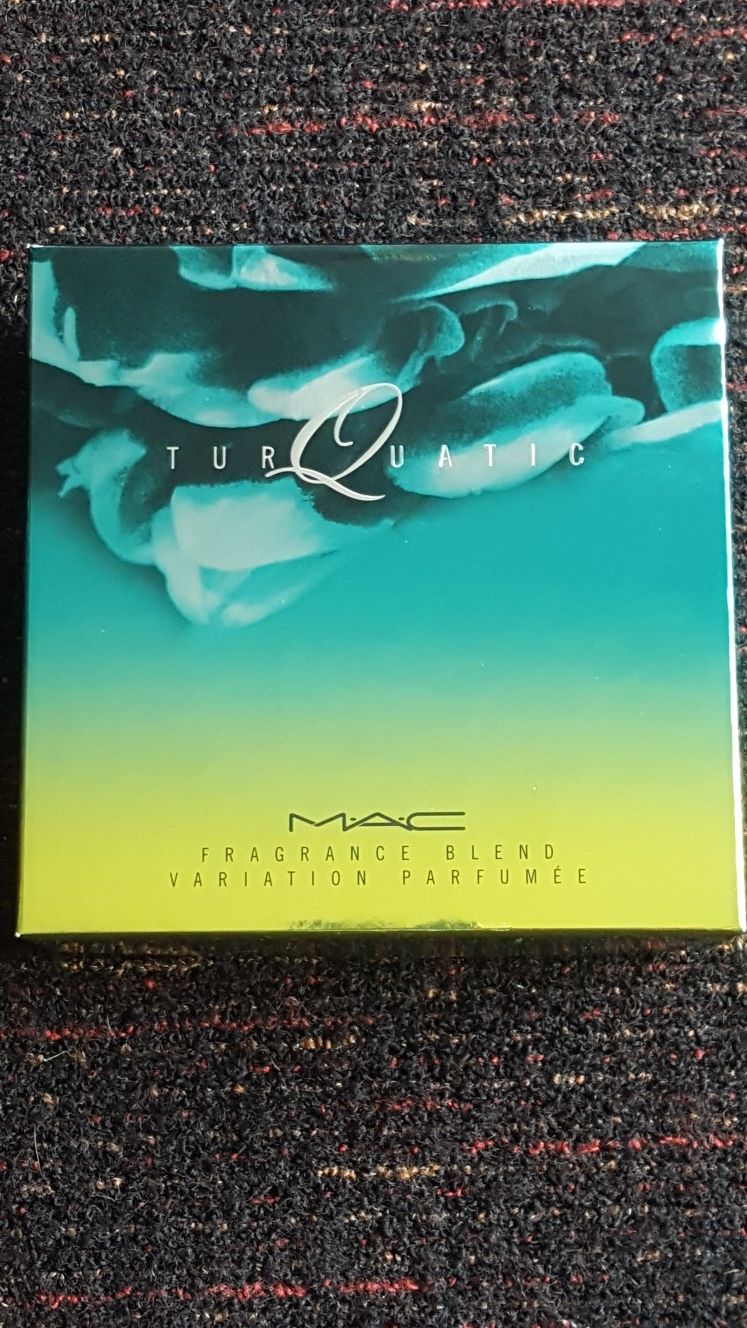 TURQUATIC
M·A·C
FRAGRANCE BLEND
VARIATION PARFUMÉE